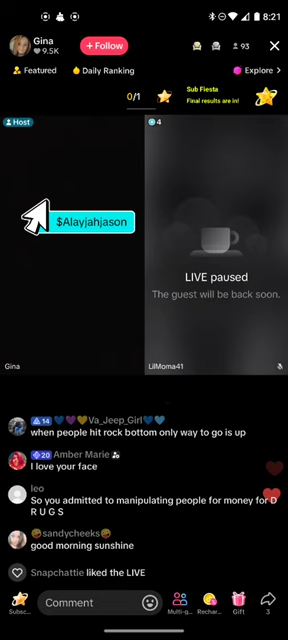 8:21
Gina
9.5K
+ Follow
93
Featured
Daily Ranking
Explore >
0/1
Sub Fiesta
Final results are in!
Host
4
$Alayjahjason
LIVE paused
The guest will be back soon.
Gina
LilMoma41
14 💙💜💛Va_Jeep_Girl💙🩵
when people hit rock bottom only way to go is up
20 Amber Marie
I love your face
leo
So you admitted to manipulating people for money for D
R U G S
🤪sandycheeks🤪
good morning sunshine
Snapchattie liked the LIVE
Subsc...
Comment
Multi-g...
Rechar...
Gift
3